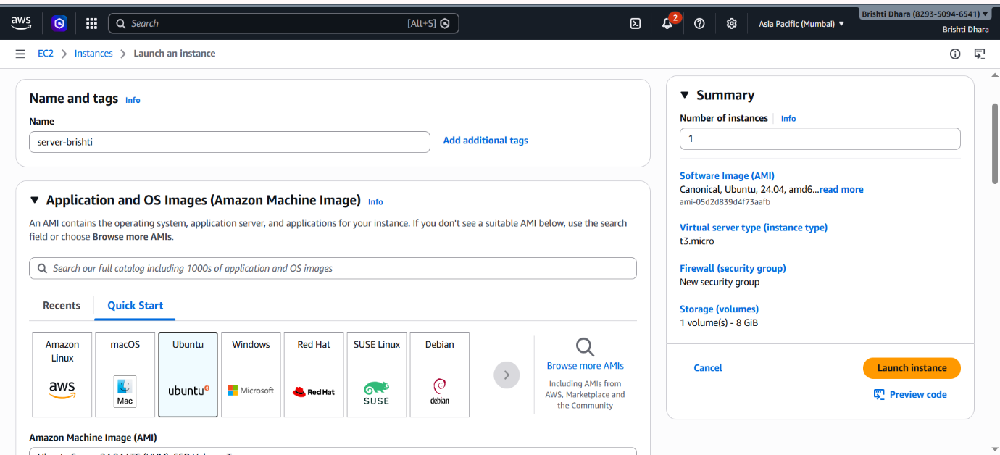 aws
Search
[Alt+S]
2
Asia Pacific (Mumbai) ▼
Brishti Dhara (8293-5094-6541) ▼
Brishti Dhara
EC2 > Instances > Launch an instance
Name and tags Info
Name
server-brishti
Add additional tags
▼ Application and OS Images (Amazon Machine Image) Info
An AMI contains the operating system, application server, and applications for your instance. If you don't see a suitable AMI below, use the search
field or choose Browse more AMIs.
Search our full catalog including 1000s of application and OS images
Recents
Quick Start
Amazon
Linux
aws
macOS
Mac
Ubuntu
ubuntu
Windows
Microsoft
Red Hat
Red Hat
SUSE Linux
SUSE
Debian
debian
Browse more AMIs
Including AMIs from
AWS, Marketplace and
the Community
Amazon Machine Image (AMI)
▼ Summary
Number of instances Info
1
Software Image (AMI)
Canonical, Ubuntu, 24.04, amd6...read more
ami-05d2d839d4f73aafb
Virtual server type (instance type)
t3.micro
Firewall (security group)
New security group
Storage (volumes)
1 volume(s) - 8 GiB
Cancel
Launch instance
Preview code